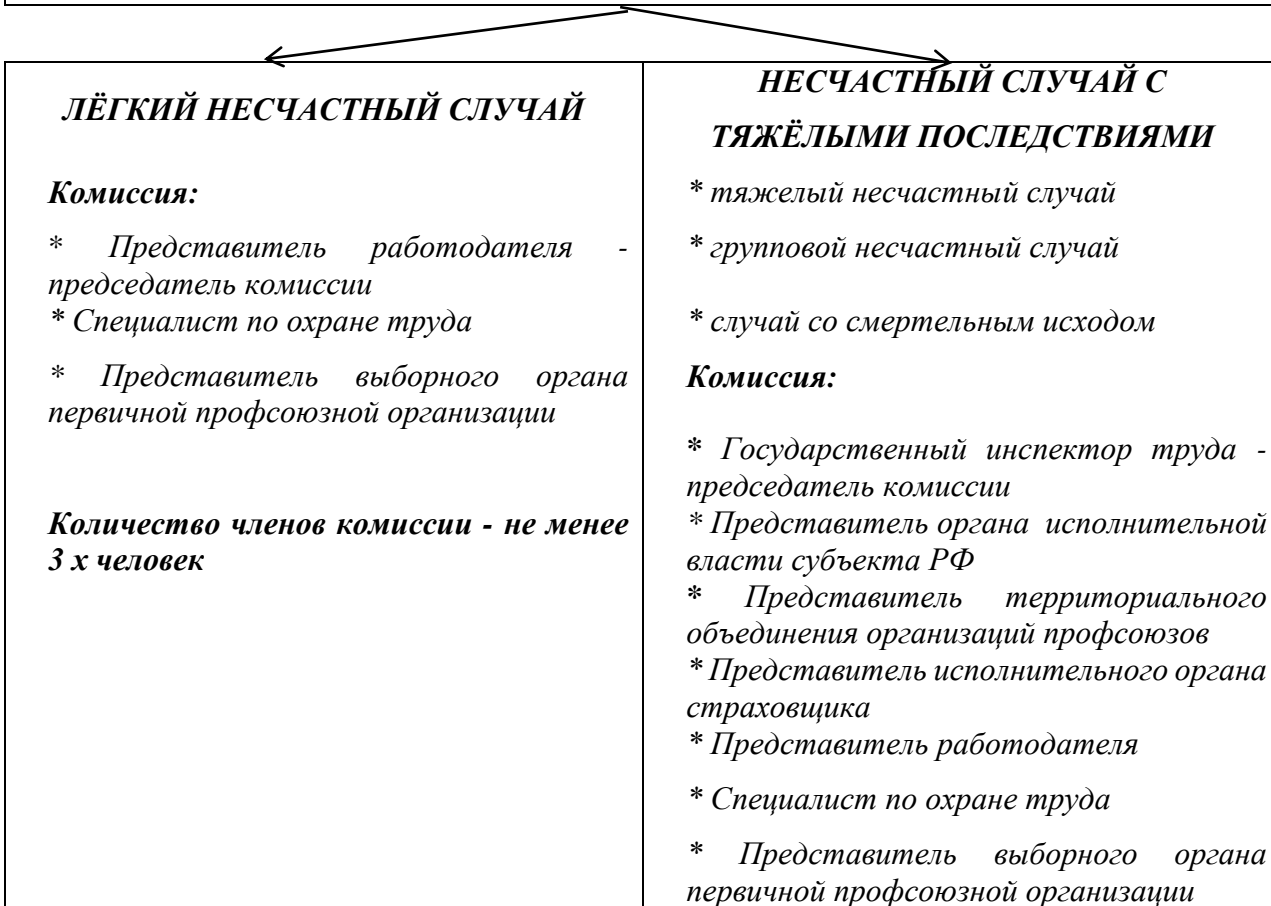 ЛЁГКИЙ НЕСЧАСТНЫЙ СЛУЧАЙ
Комиссия:
* Представитель работодателя -
председатель комиссии
* Специалист по охране труда
* Представитель выборного органа
первичной профсоюзной организации
Количество членов комиссии - не менее
3 х человек
НЕСЧАСТНЫЙ СЛУЧАЙ С
ТЯЖЁЛЫМИ ПОСЛЕДСТВИЯМИ
* тяжелый несчастный случай
* групповой несчастный случай
* случай со смертельным исходом
Комиссия:
* Государственный инспектор труда -
председатель комиссии
* Представитель органа исполнительной
власти субъекта РФ
* Представитель территориального
объединения организаций профсоюзов
* Представитель исполнительного органа
страховщика
* Представитель работодателя
* Специалист по охране труда
* Представитель выборного органа
первичной профсоюзной организации